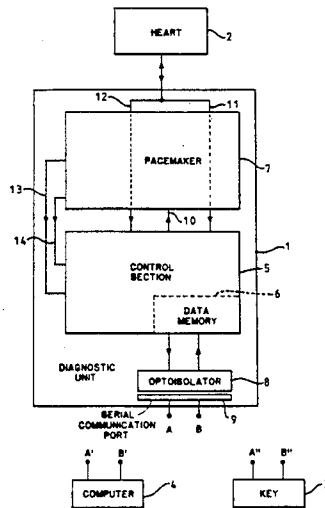 HEART
2
12
11
PACEMAKER
7
13
10
14
1
CONTROL
SECTION
5
6
DATA
MEMORY
DIAGNOSTIC
UNIT
OPTOISOLATOR
8
9
SERIAL
COMMUNICATION
PORT
A
B
A'
B'
A"
B"
COMPUTER
4
KEY